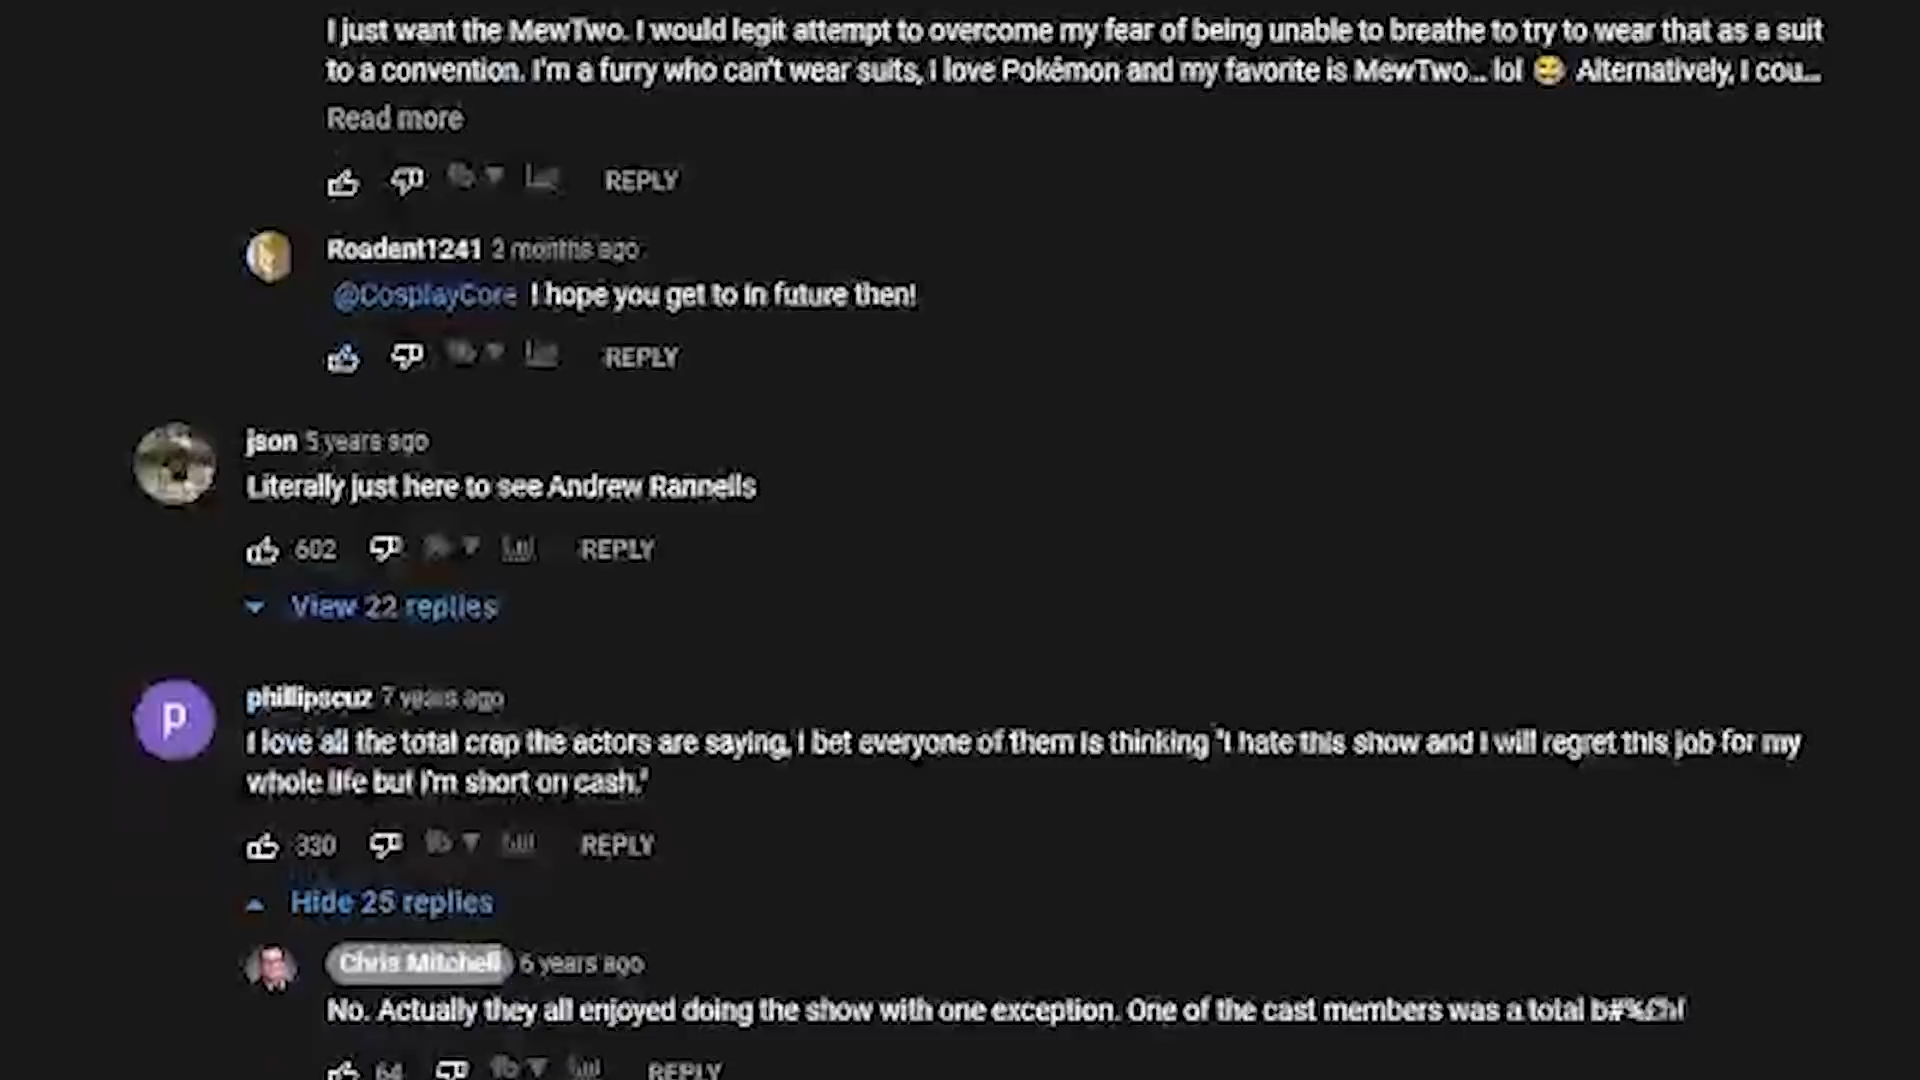 I just want the MewTwo. I would legit attempt to overcome my fear of being unable to breathe to try to wear that as a suit
to a convention. I'm a furry who can't wear suits, I love Pokémon and my favorite is MewTwo... lol 😅 Alternatively, I cou...
Read more
REPLY
Roadent1241 2 months ago
@CosplayCore I hope you get to in future then!
REPLY
json 5 years ago
Literally just here to see Andrew Rannells
602 REPLY
View 22 replies
phillipscuz 7 years ago
I love all the total crap the actors are saying, I bet everyone of them is thinking "I hate this show and I will regret this job for my
whole life but I'm short on cash."
330 REPLY
Hide 25 replies
Chris Mitchell 6 years ago
No. Actually they all enjoyed doing the show with one exception. One of the cast members was a total b#%£h!
64 REPLY